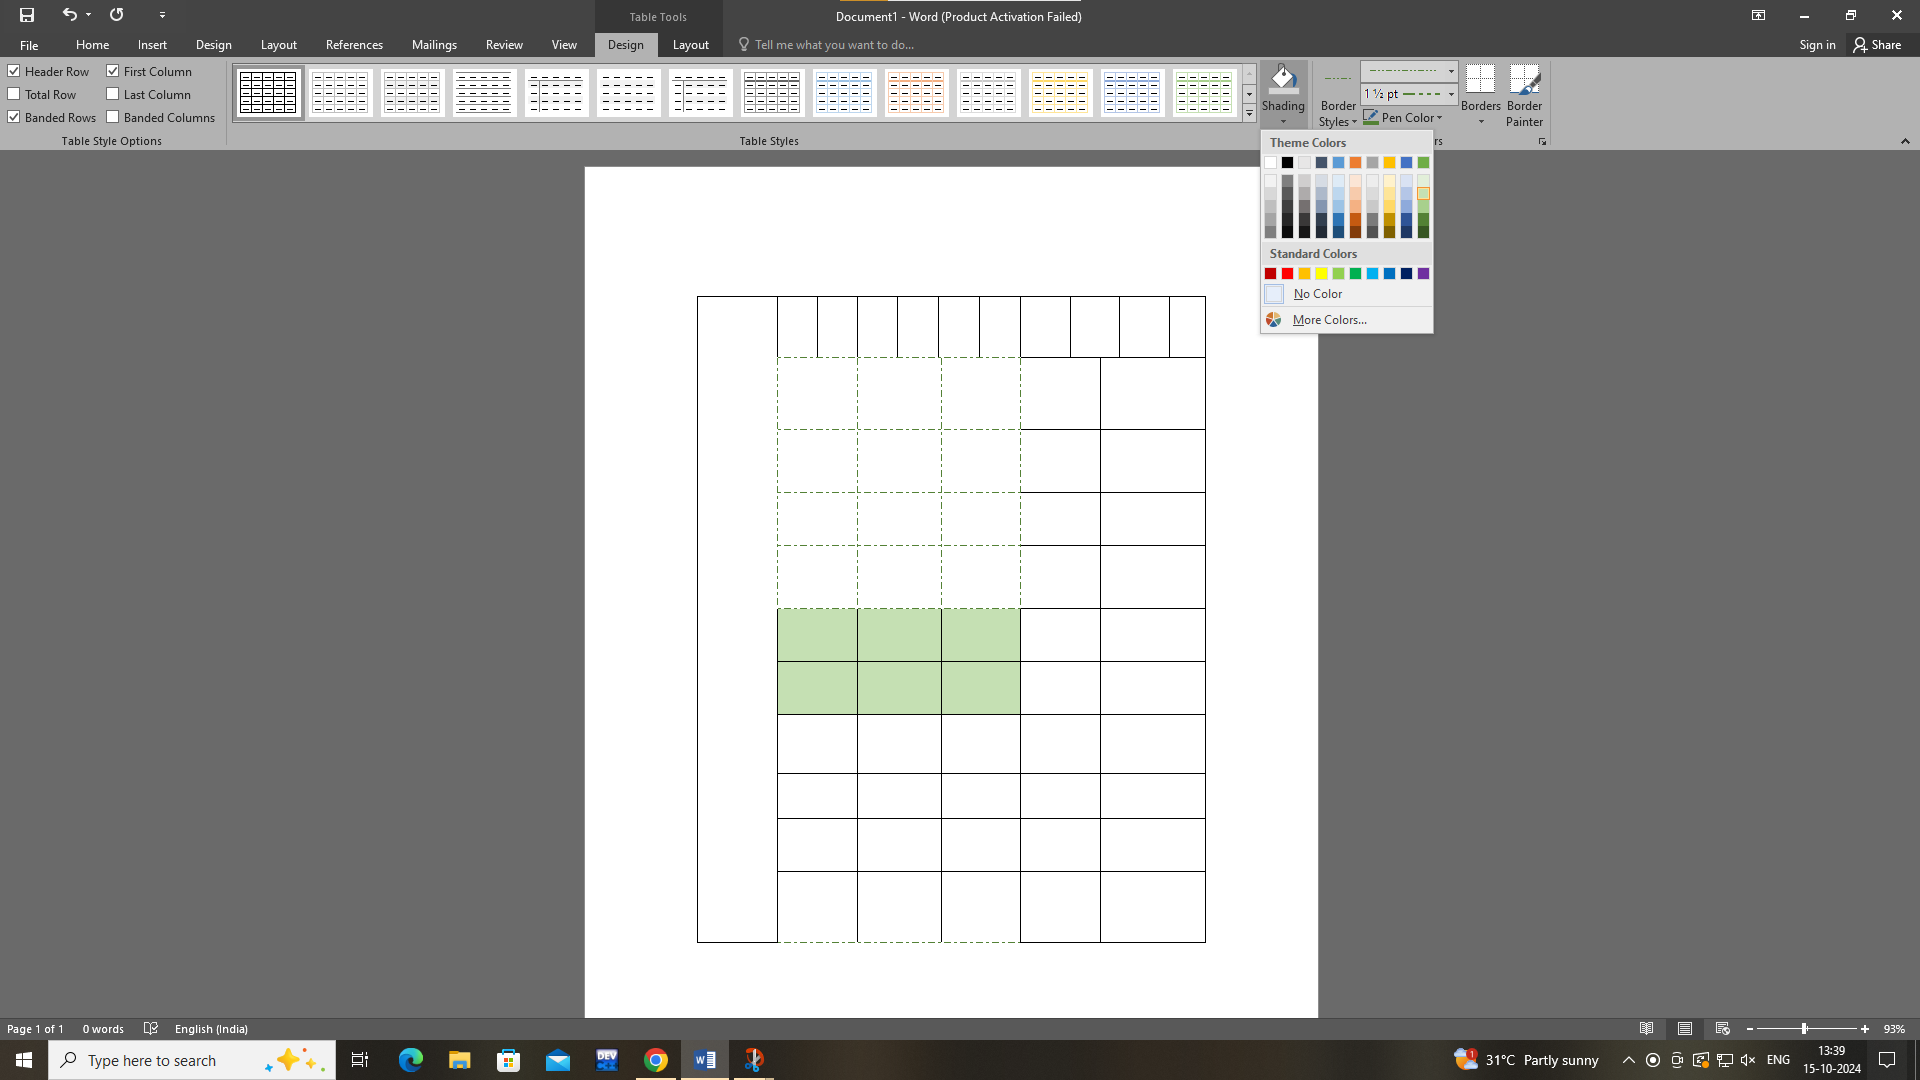 Table Tools
Document1 - Word (Product Activation Failed)
File Home Insert Design Layout References Mailings Review View Design Layout Tell me what you want to do... Sign in Share
Header Row First Column
Total Row Last Column
Banded Rows Banded Columns
Table Style Options
Table Styles
Shading
Border Styles
1 ½ pt
Pen Color
Borders
Border Painter
rs
Theme Colors
Standard Colors
No Color
More Colors...
Page 1 of 1 0 words English (India) 93%
Type here to search
DEV
1
31°C Partly sunny
ENG
13:39
15-10-2024